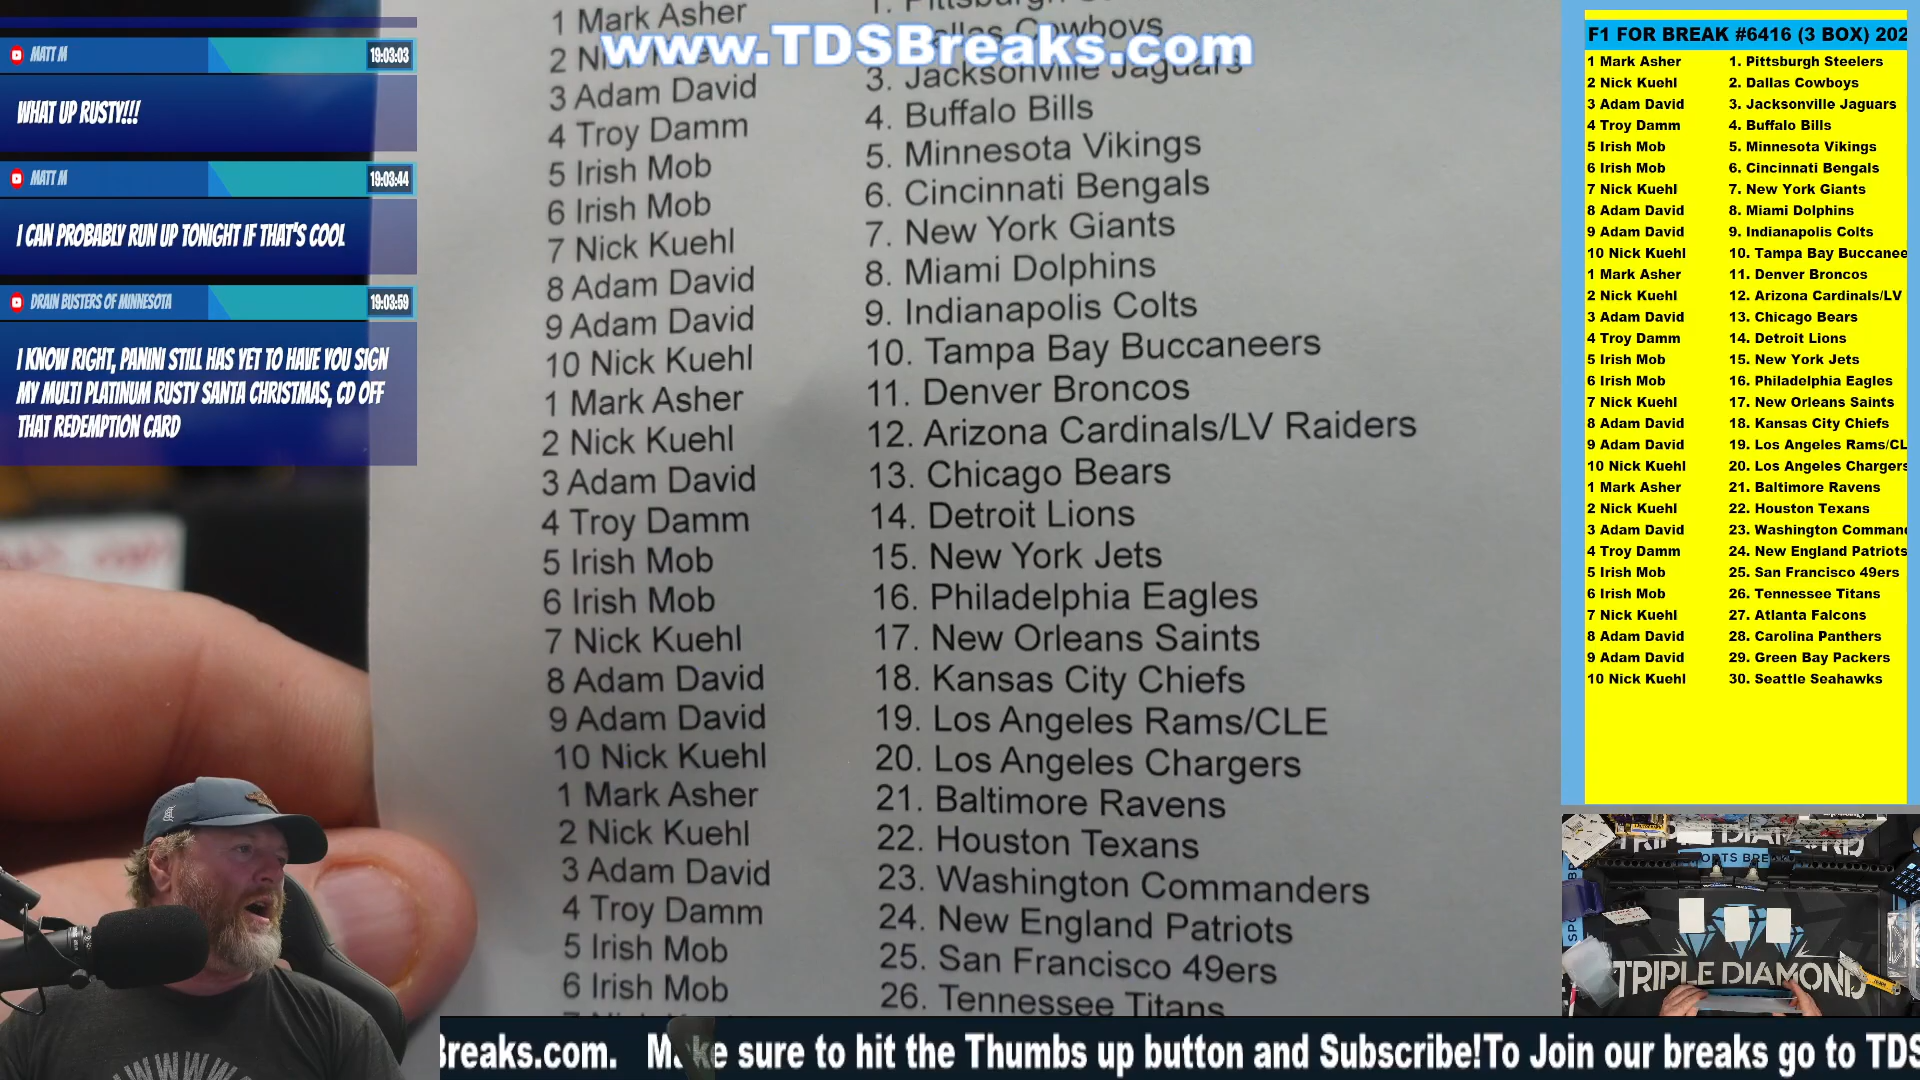 MATT M 19:03:03
WHAT UP RUSTY!!!
MATT M 19:03:44
I CAN PROBABLY RUN UP TONIGHT IF THAT'S COOL
DRAIN BUSTERS OF MINNESOTA 19:03:59
I KNOW RIGHT, PANINI STILL HAS YET TO HAVE YOU SIGN
MY MULTI PLATINUM RUSTY SANTA CHRISTMAS, CD OFF
THAT REDEMPTION CARD
www.TDSBreaks.com
1 Mark Asher 1. Pittsburgh
2 Dallas Cowboys
3 Adam David 3. Jacksonville Jaguars
4 Troy Damm 4. Buffalo Bills
5 Irish Mob 5. Minnesota Vikings
6 Irish Mob 6. Cincinnati Bengals
7 Nick Kuehl 7. New York Giants
8 Adam David 8. Miami Dolphins
9 Adam David 9. Indianapolis Colts
10 Nick Kuehl 10. Tampa Bay Buccaneers
1 Mark Asher 11. Denver Broncos
2 Nick Kuehl 12. Arizona Cardinals/LV Raiders
3 Adam David 13. Chicago Bears
4 Troy Damm 14. Detroit Lions
5 Irish Mob 15. New York Jets
6 Irish Mob 16. Philadelphia Eagles
7 Nick Kuehl 17. New Orleans Saints
8 Adam David 18. Kansas City Chiefs
9 Adam David 19. Los Angeles Rams/CLE
10 Nick Kuehl 20. Los Angeles Chargers
1 Mark Asher 21. Baltimore Ravens
2 Nick Kuehl 22. Houston Texans
3 Adam David 23. Washington Commanders
4 Troy Damm 24. New England Patriots
5 Irish Mob 25. San Francisco 49ers
6 Irish Mob 26. Tennessee Titans
F1 FOR BREAK #6416 (3 BOX) 202
1 Mark Asher 1. Pittsburgh Steelers
2 Nick Kuehl 2. Dallas Cowboys
3 Adam David 3. Jacksonville Jaguars
4 Troy Damm 4. Buffalo Bills
5 Irish Mob 5. Minnesota Vikings
6 Irish Mob 6. Cincinnati Bengals
7 Nick Kuehl 7. New York Giants
8 Adam David 8. Miami Dolphins
9 Adam David 9. Indianapolis Colts
10 Nick Kuehl 10. Tampa Bay Buccanee
1 Mark Asher 11. Denver Broncos
2 Nick Kuehl 12. Arizona Cardinals/LV
3 Adam David 13. Chicago Bears
4 Troy Damm 14. Detroit Lions
5 Irish Mob 15. New York Jets
6 Irish Mob 16. Philadelphia Eagles
7 Nick Kuehl 17. New Orleans Saints
8 Adam David 18. Kansas City Chiefs
9 Adam David 19. Los Angeles Rams/CL
10 Nick Kuehl 20. Los Angeles Chargers
1 Mark Asher 21. Baltimore Ravens
2 Nick Kuehl 22. Houston Texans
3 Adam David 23. Washington Comman
4 Troy Damm 24. New England Patriots
5 Irish Mob 25. San Francisco 49ers
6 Irish Mob 26. Tennessee Titans
7 Nick Kuehl 27. Atlanta Falcons
8 Adam David 28. Carolina Panthers
9 Adam David 29. Green Bay Packers
10 Nick Kuehl 30. Seattle Seahawks
TRIPLE DIAMOND
Breaks.com. Make sure to hit the Thumbs up button and Subscribe!To Join our breaks go to TDS